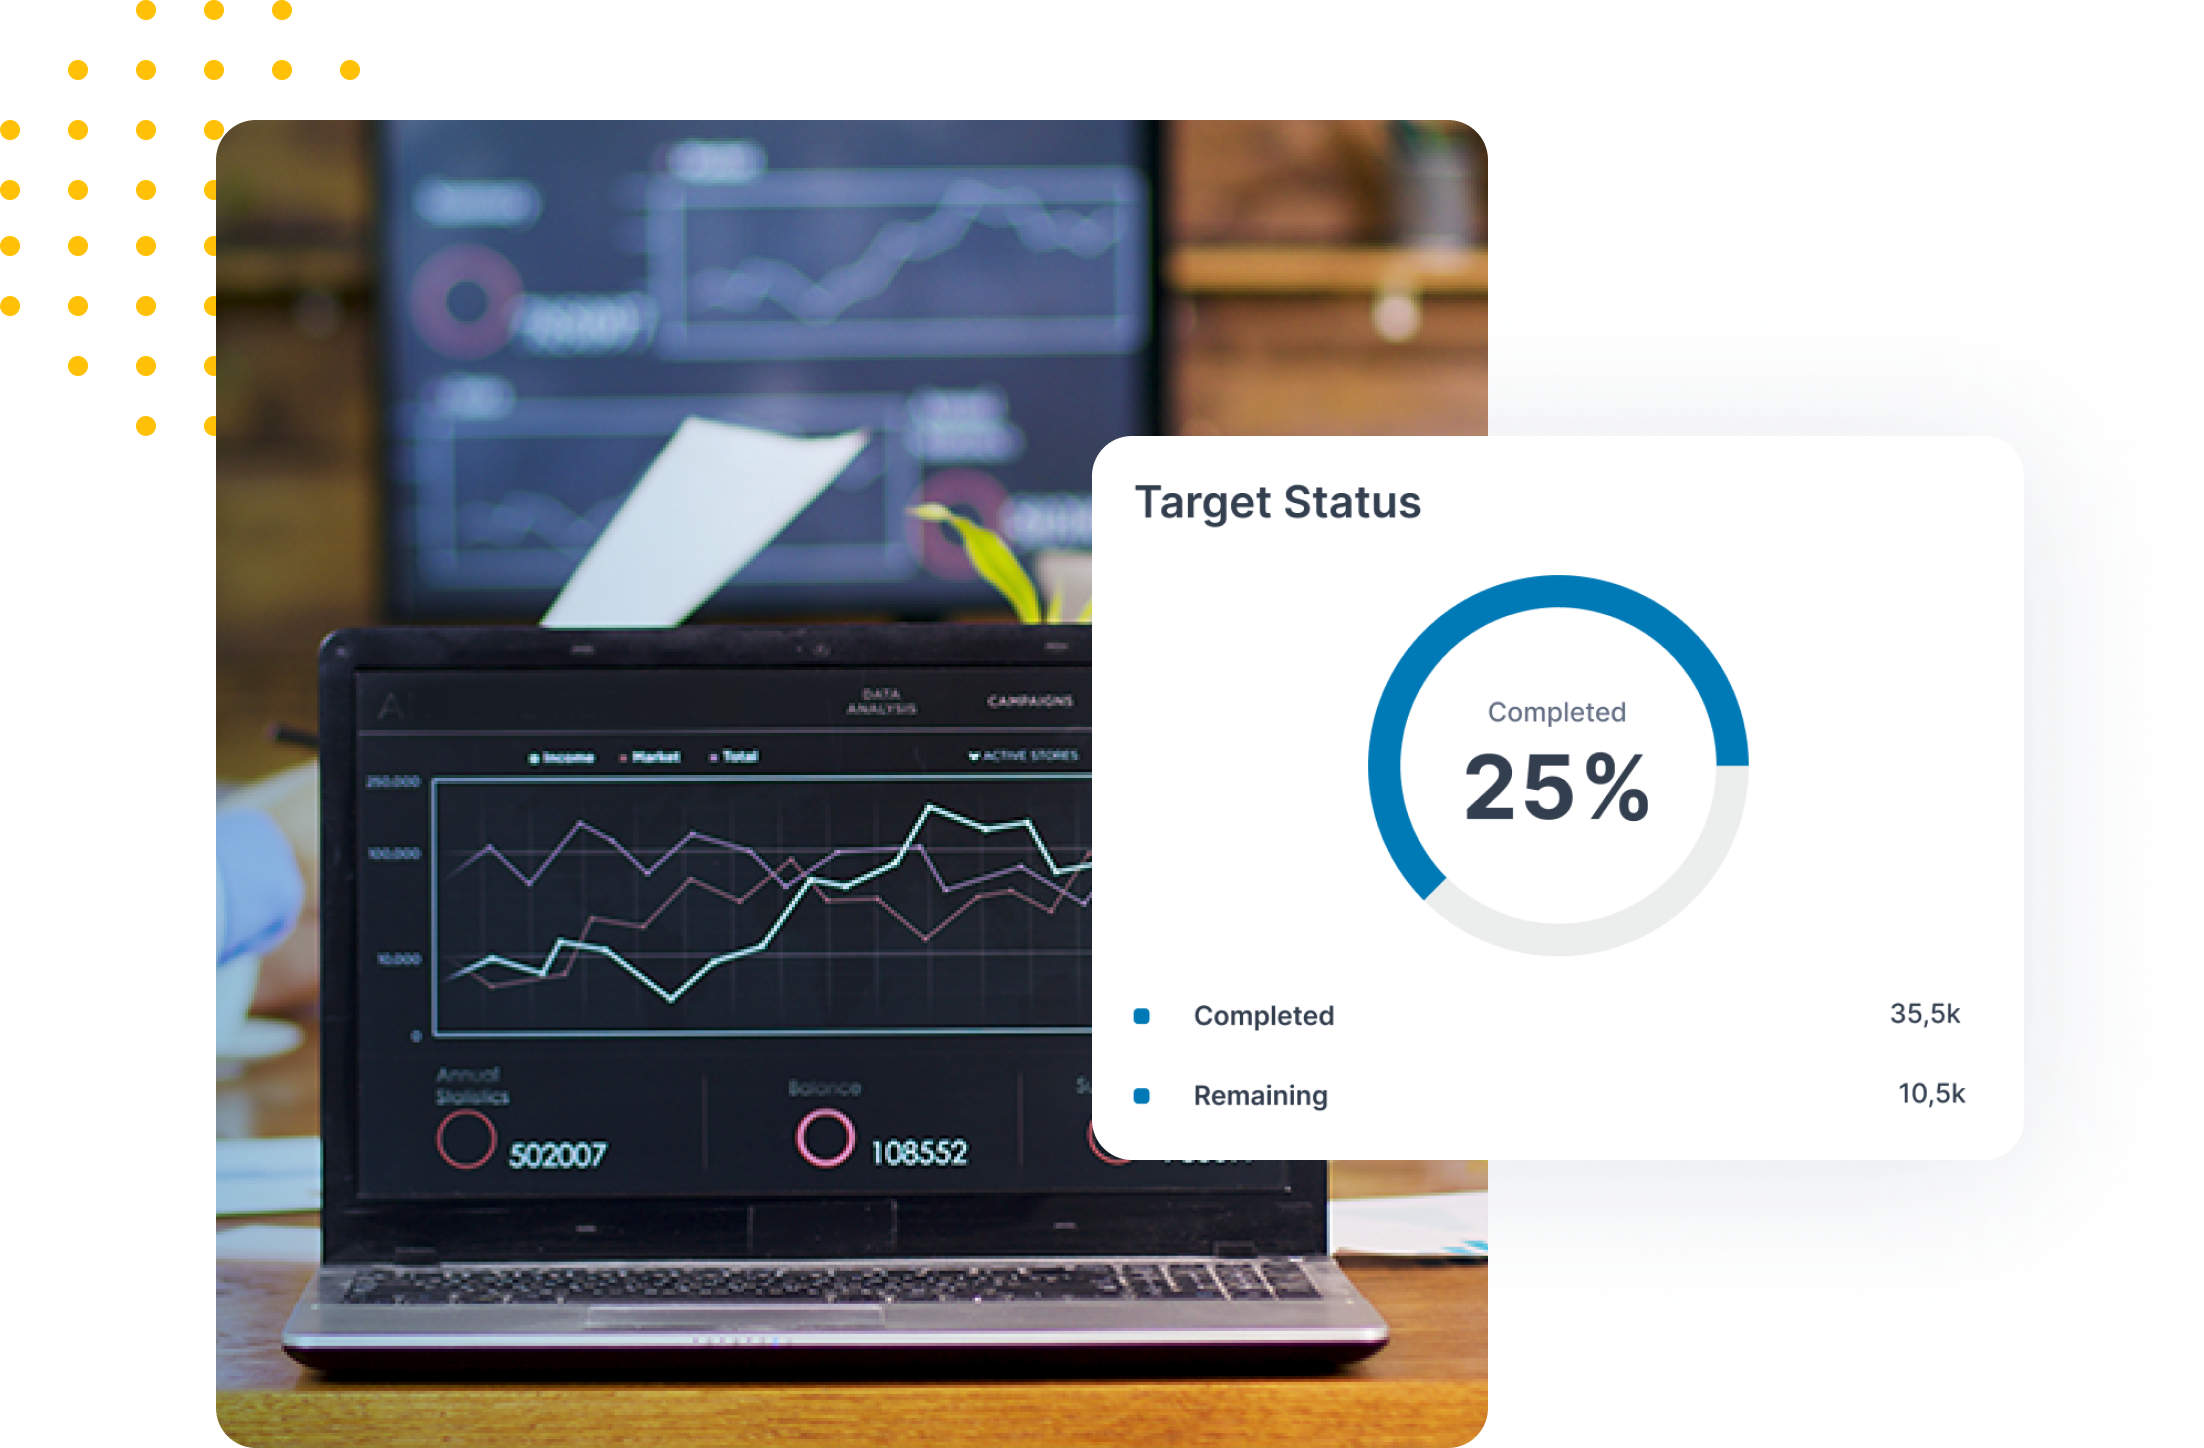 DATA
ANALYSIS
CAMPAIGNS
Income Market Total
ACTIVE STORES
250,000
100,000
10,000
0
Annual
Statistics
502007
Balance
108552
Target Status
Completed
25%
Completed 35,5k
Remaining 10,5k